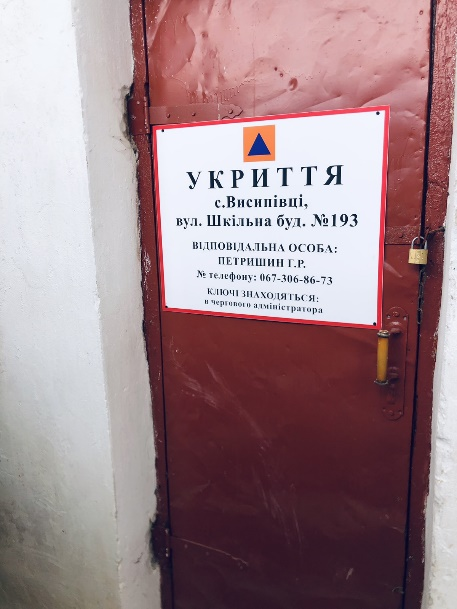 УКРИТТЯ
с.Висипівці,
вул. Шкільна буд. №193
ВІДПОВІДАЛЬНА ОСОБА:
ПЕТРИШИН Г.Р.
№ телефону: 067-306-86-73
КЛЮЧІ ЗНАХОДЯТЬСЯ:
в чергового адміністратора